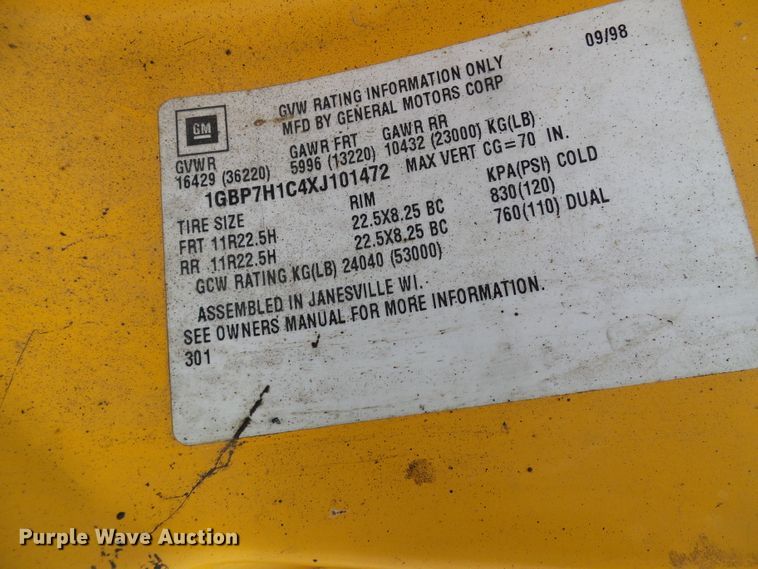 09/98
GM
GVW RATING INFORMATION ONLY
MFD BY GENERAL MOTORS CORP
GVWR GAWR FRT GAWR RR
16429 (36220) 5996 (13220) 10432 (23000) KG(LB)
1GBP7H1C4XJ101472 MAX VERT CG=70 IN.
TIRE SIZE RIM KPA(PSI) COLD
FRT 11R22.5H 22.5X8.25 BC 830(120)
RR 11R22.5H 22.5X8.25 BC 760(110) DUAL
GCW RATING KG(LB) 24040 (53000)
ASSEMBLED IN JANESVILLE WI.
SEE OWNERS MANUAL FOR MORE INFORMATION.
301
Purple Wave Auction